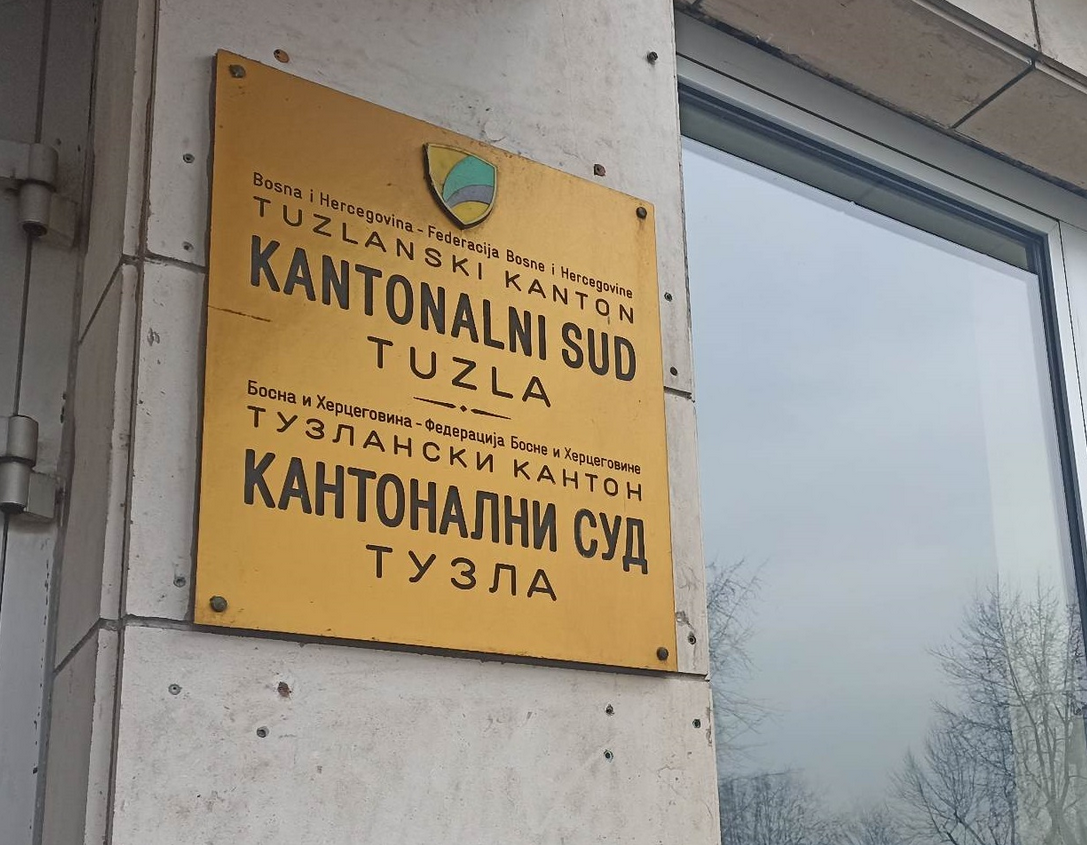 Bosna i Hercegovina - Federacija Bosne i Hercegovine
TUZLANSKI KANTON
KANTONALNI SUD
TUZLA
Босна и Херцеговина - Федерација Босне и Херцеговине
ТУЗЛАНСКИ КАНТОН
КАНТОНАЛНИ СУД
ТУЗЛА